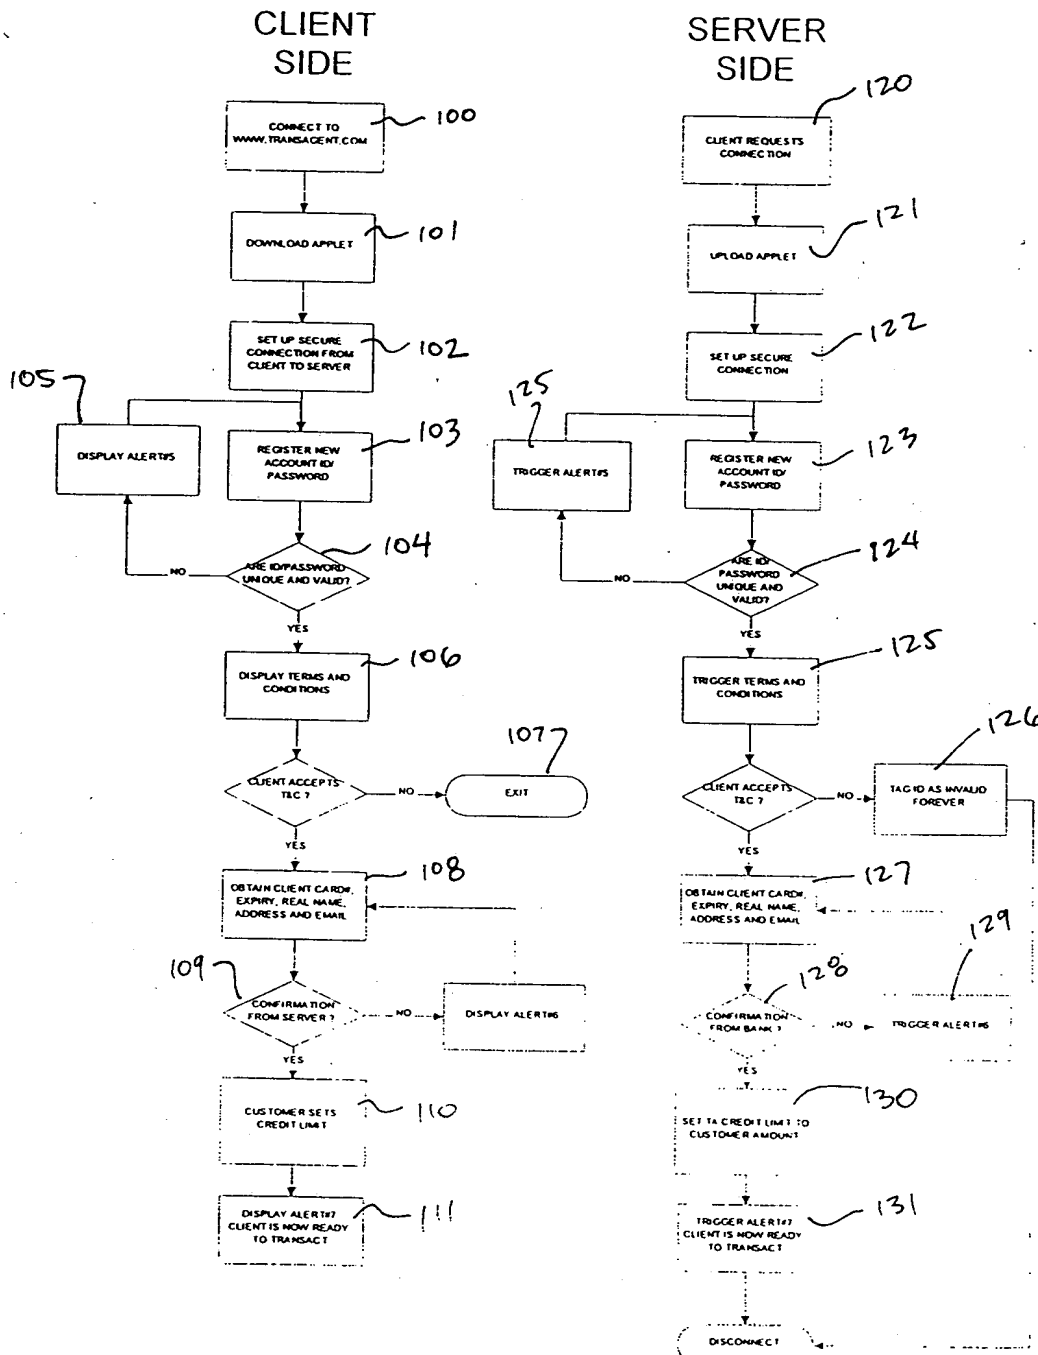 CLIENT
SIDE
CONNECT TO
WWW.TRANSAGENT.COM
100
DOWNLOAD APPLET
101
SET UP SECURE
CONNECTION FROM
CLIENT TO SERVER
102
105
DISPLAY ALERT#5
REGISTER NEW
ACCOUNT ID/
PASSWORD
103
104
ARE ID/PASSWORD
UNIQUE AND VALID?
NO
YES
DISPLAY TERMS AND
CONDITIONS
106
CLIENT ACCEPTS
T&C ?
NO
107
EXIT
YES
OBTAIN CLIENT CARD#,
EXPIRY, REAL NAME,
ADDRESS AND EMAIL
108
109
CONFIRMATION
FROM SERVER ?
NO
DISPLAY ALERT#6
YES
CUSTOMER SETS
CREDIT LIMIT
110
DISPLAY ALERT#7
CLIENT IS NOW READY
TO TRANSACT
111
SERVER
SIDE
120
CLIENT REQUESTS
CONNECTION
121
UPLOAD APPLET
122
SET UP SECURE
CONNECTION
125
TRIGGER ALERT#5
REGISTER NEW
ACCOUNT ID/
PASSWORD
123
124
ARE ID/
PASSWORD
UNIQUE AND
VALID?
NO
YES
125
TRIGGER TERMS AND
CONDITIONS
CLIENT ACCEPTS
T&C ?
NO
126
TAG ID AS INVALID
FOREVER
YES
127
OBTAIN CLIENT CARD#,
EXPIRY, REAL NAME,
ADDRESS AND EMAIL
128
CONFIRMATION
FROM BANK ?
NO
129
TRIGGER ALERT#6
YES
130
SET TA CREDIT LIMIT TO
CUSTOMER AMOUNT
131
TRIGGER ALERT#7
CLIENT IS NOW READY
TO TRANSACT
DISCONNECT